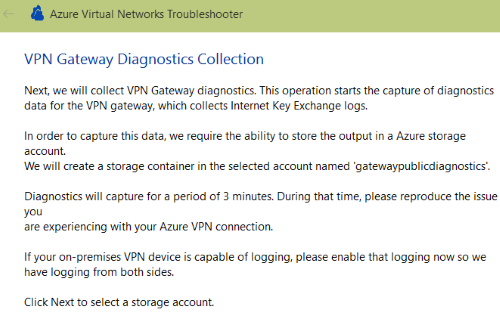 Azure Virtual Networks Troubleshooter
VPN Gateway Diagnostics Collection
Next, we will collect VPN Gateway diagnostics. This operation starts the capture of diagnostics
data for the VPN gateway, which collects Internet Key Exchange logs.
In order to capture this data, we require the ability to store the output in a Azure storage
account.
We will create a storage container in the selected account named 'gatewaypublicdiagnostics'.
Diagnostics will capture for a period of 3 minutes. During that time, please reproduce the issue
you
are experiencing with your Azure VPN connection.
If your on-premises VPN device is capable of logging, please enable that logging now so we
have logging from both sides.
Click Next to select a storage account.